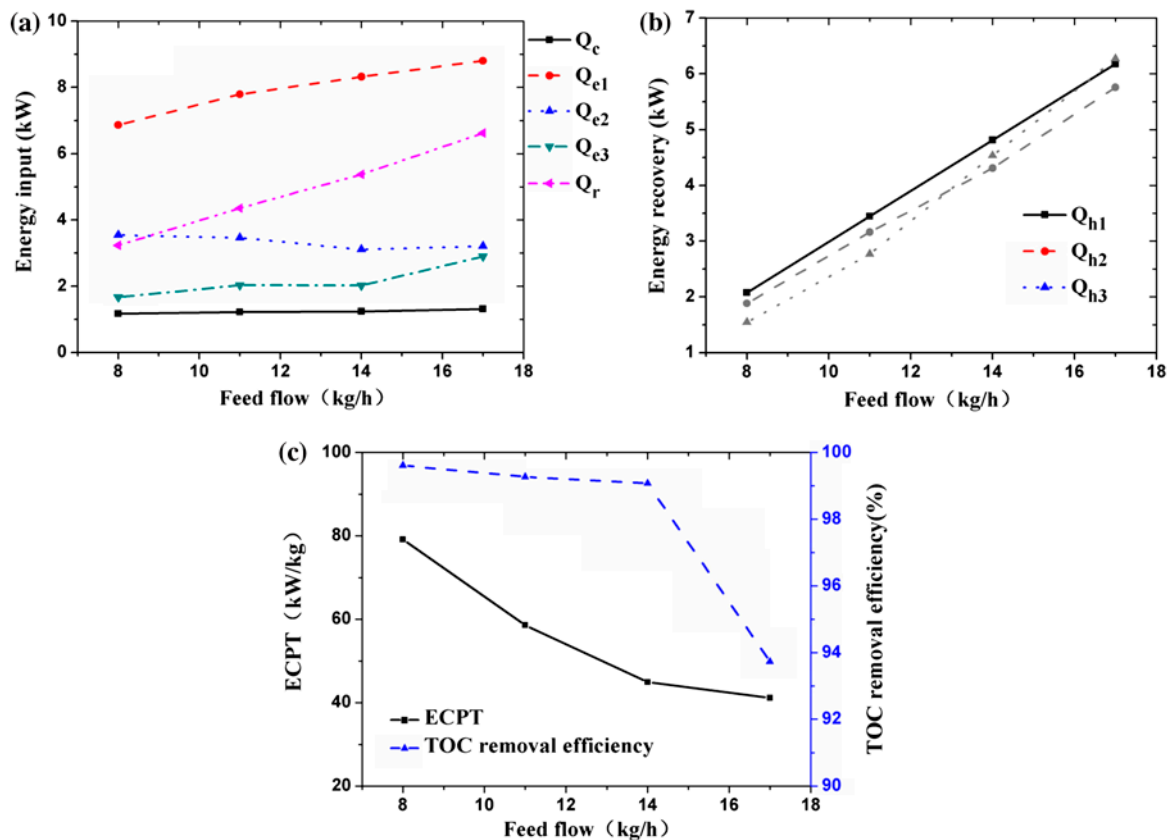 (a)
Energy input (kW)
10
8
6
4
2
0
8 10 12 14 16 18
Feed flow（kg/h）
Qc
Qe1
Qe2
Qe3
Qr
(b)
Energy recovery (kW)
7
6
5
4
3
2
1
8 10 12 14 16 18
Feed flow（kg/h）
Qh1
Qh2
Qh3
(c)
ECPT（kW/kg）
100
80
60
40
20
8 10 12 14 16 18
Feed flow（kg/h）
ECPT
TOC removal efficiency
100
98
96
94
92
90
TOC removal efficiency(%)